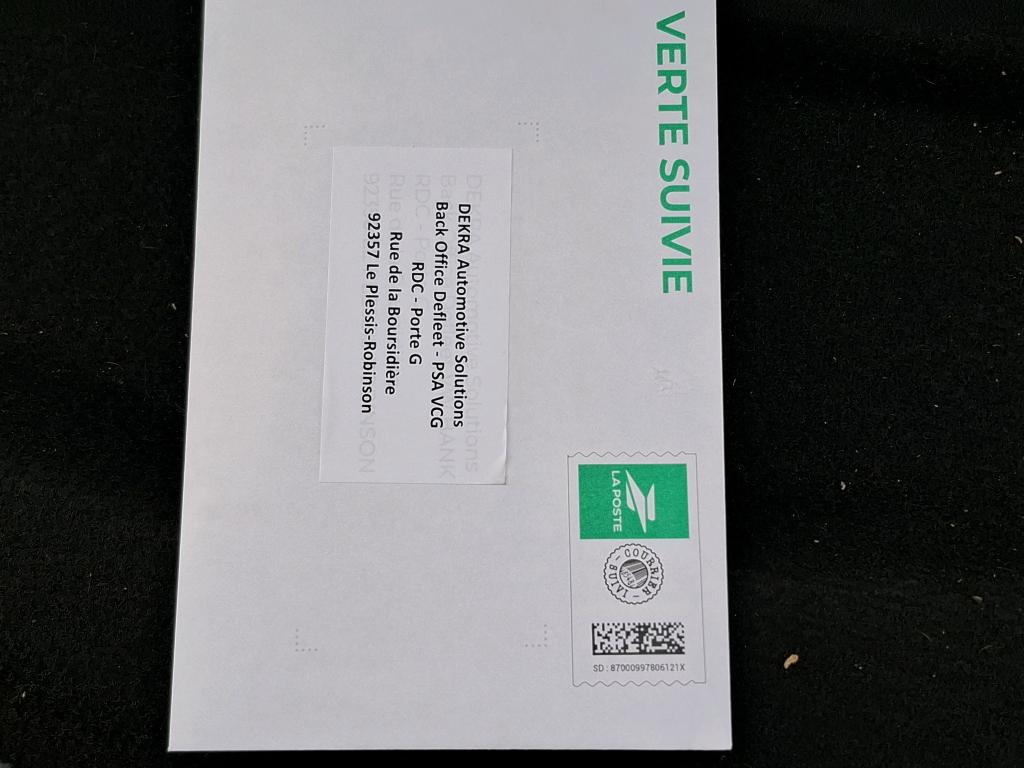 VERTE SUIVIE
LA POSTE
COURRIER
SUIVI
SD : 87000997806121X
DEKRA Automotive Solutions
Back Office Defleet - PSA VCG
RDC - Porte G
Rue de la Boursidière
92357 Le Plessis-Robinson